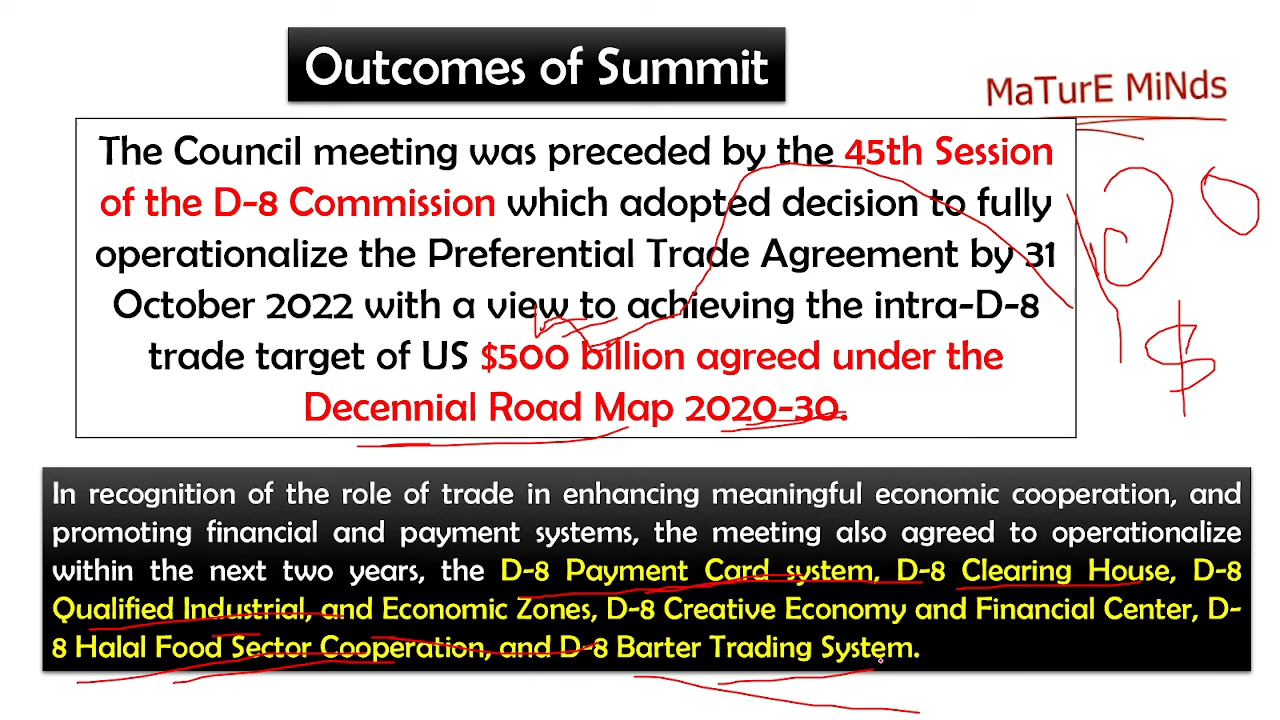 Outcomes of Summit
MaTurE MiNds
The Council meeting was preceded by the 45th Session
of the D-8 Commission which adopted decision to fully
operationalize the Preferential Trade Agreement by 31
October 2022 with a view to achieving the intra-D-8
trade target of US $500 billion agreed under the
Decennial Road Map 2020-30.
$
In recognition of the role of trade in enhancing meaningful economic cooperation, and
promoting financial and payment systems, the meeting also agreed to operationalize
within the next two years, the D-8 Payment Card system, D-8 Clearing House, D-8
Qualified Industrial, and Economic Zones, D-8 Creative Economy and Financial Center, D-
8 Halal Food Sector Cooperation, and D-8 Barter Trading System.